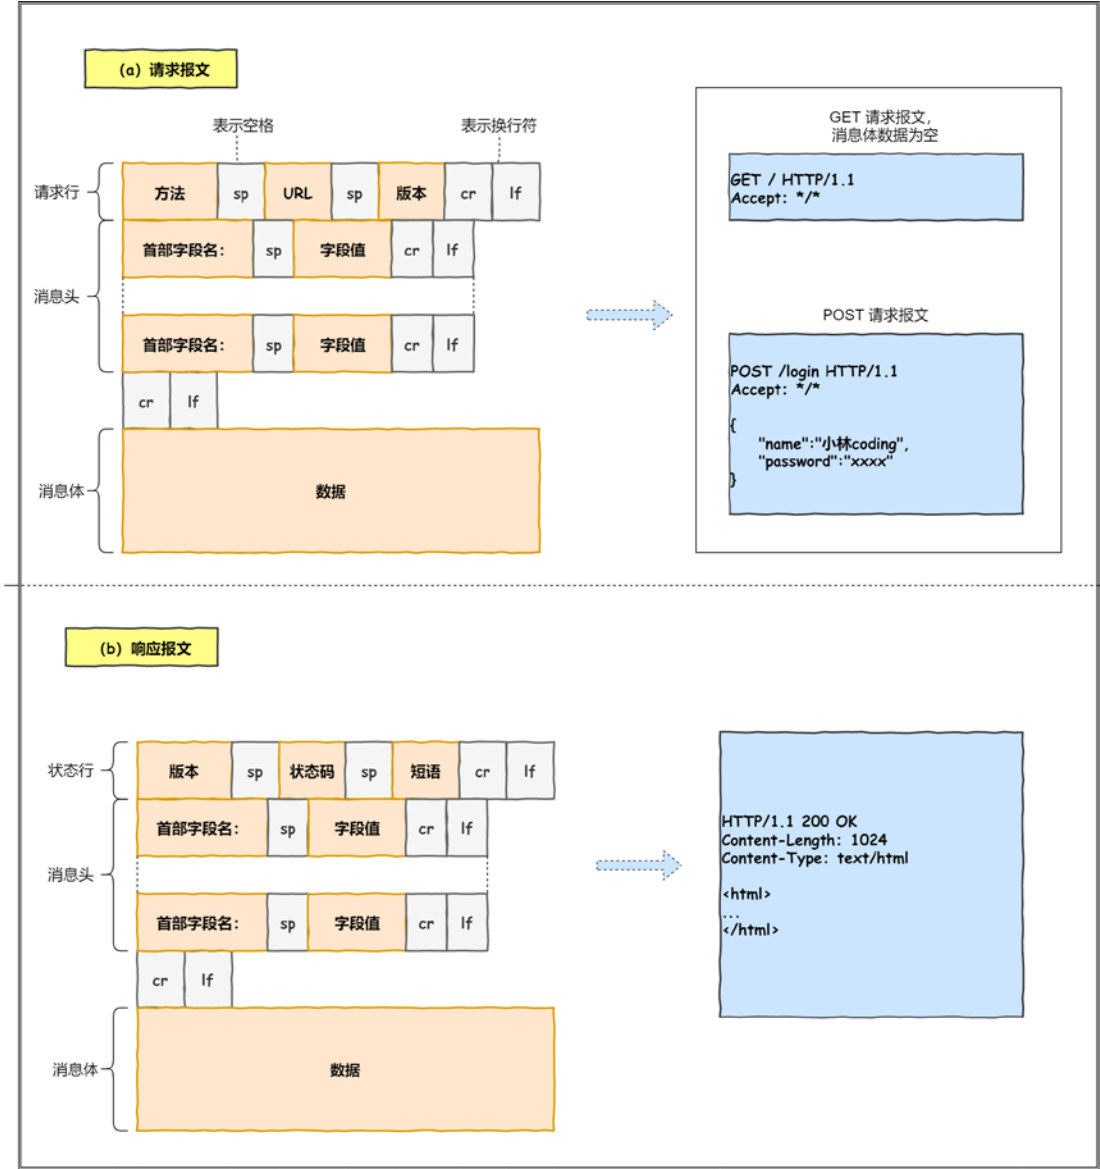 (a) 请求报文
表示空格
表示换行符
请求行
方法 sp URL sp 版本 cr lf
消息头
首部字段名: sp 字段值 cr lf
首部字段名: sp 字段值 cr lf
cr lf
消息体
数据
GET 请求报文,
消息体数据为空
GET / HTTP/1.1
Accept: */*
POST 请求报文
POST /login HTTP/1.1
Accept: */*
{
"name":"小林coding",
"password":"xxxx"
}
(b) 响应报文
状态行
版本 sp 状态码 sp 短语 cr lf
消息头
首部字段名: sp 字段值 cr lf
首部字段名: sp 字段值 cr lf
cr lf
消息体
数据
HTTP/1.1 200 OK
Content-Length: 1024
Content-Type: text/html
<html>
...
</html>